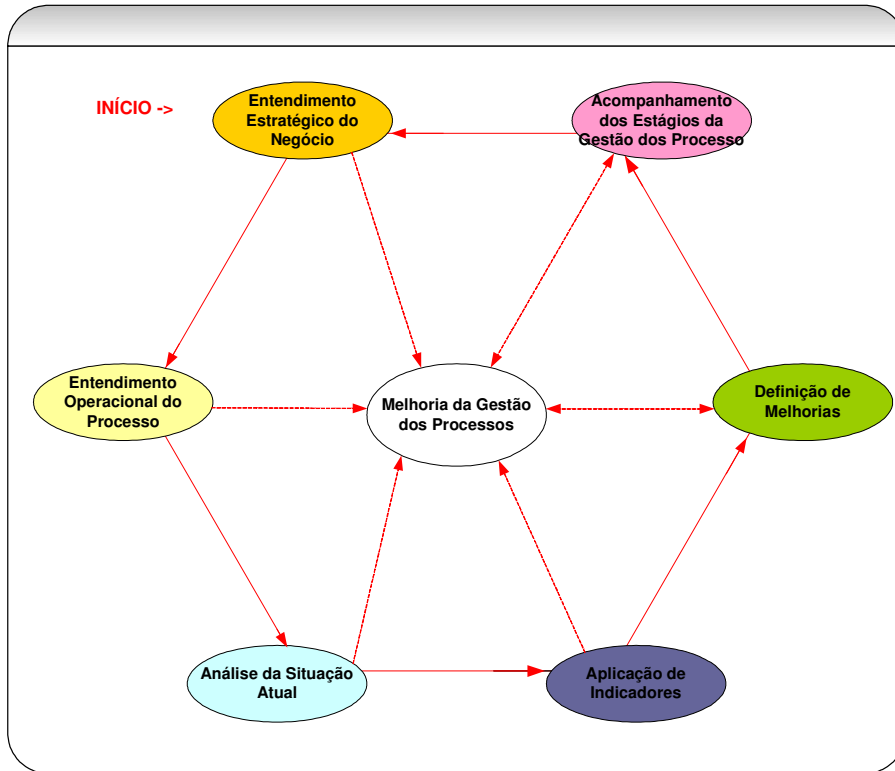 INÍCIO ->
Entendimento
Estratégico do
Negócio
Acompanhamento
dos Estágios da
Gestão dos Processo
Entendimento
Operacional do
Processo
Melhoria da Gestão
dos Processos
Definição de
Melhorias
Análise da Situação
Atual
Aplicação de
Indicadores